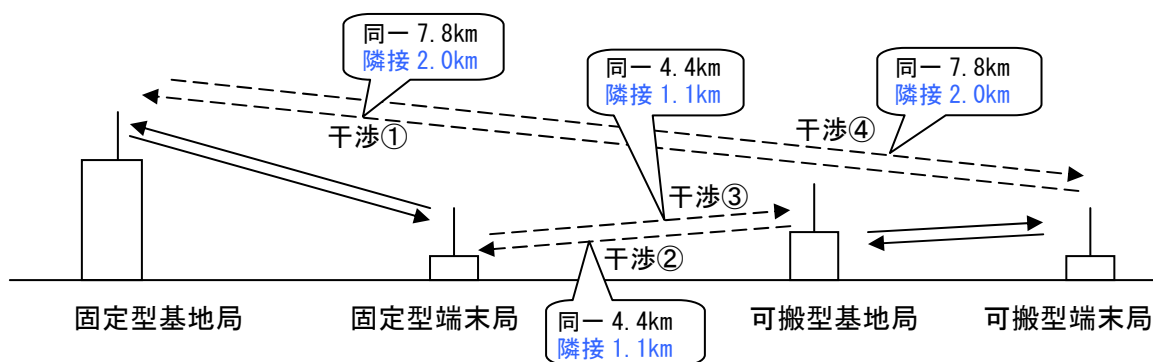 同一 7.8km
隣接 2.0km
同一 4.4km
隣接 1.1km
同一 7.8km
隣接 2.0km
干渉①
干渉④
干渉③
干渉②
固定型基地局
固定型端末局
可搬型基地局
可搬型端末局
同一 4.4km
隣接 1.1km